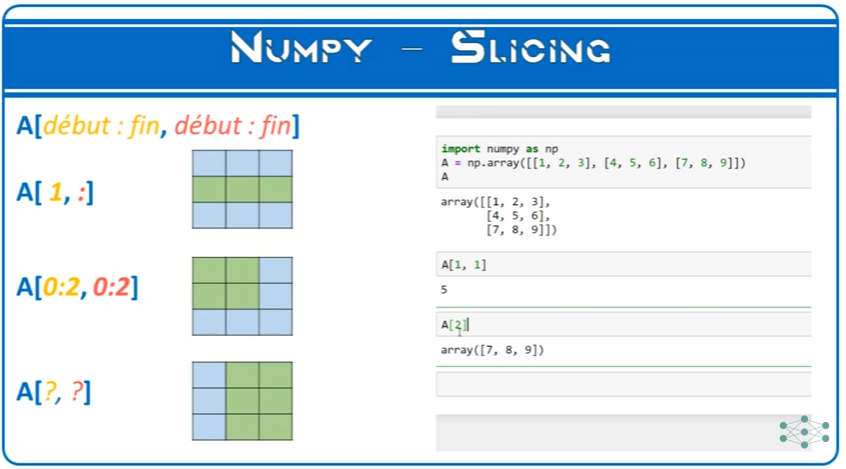 NUMPY – SLICING
A[début : fin, début : fin]
A[ 1, :]
A[0:2, 0:2]
A[?, ?]
import numpy as np
A = np.array([[1, 2, 3], [4, 5, 6], [7, 8, 9]])
A
array([[1, 2, 3],
[4, 5, 6],
[7, 8, 9]])
A[1, 1]
5
A[2]
array([7, 8, 9])